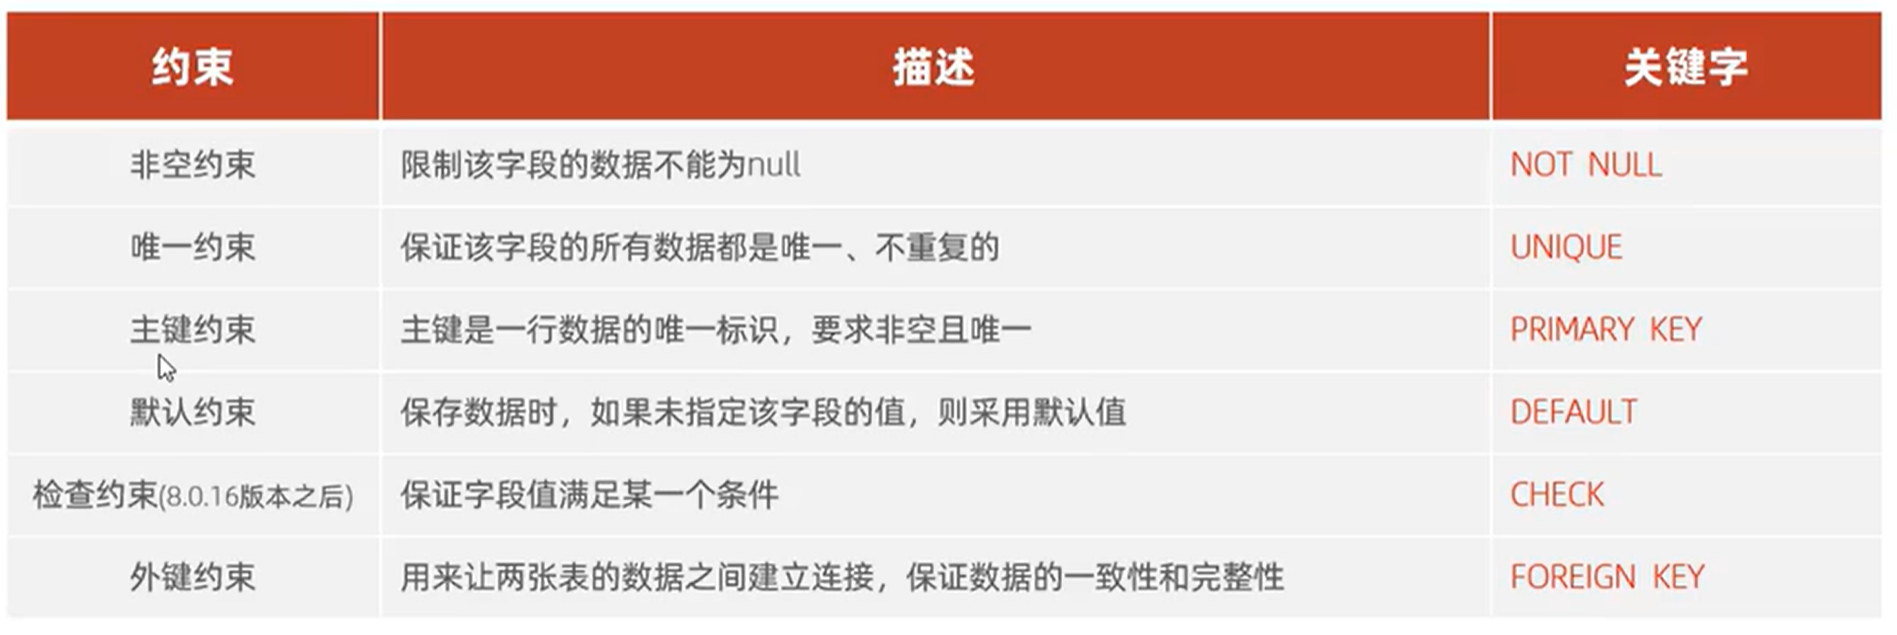 约束 描述 关键字
非空约束 限制该字段的数据不能为null NOT NULL
唯一约束 保证该字段的所有数据都是唯一、不重复的 UNIQUE
主键约束 主键是一行数据的唯一标识，要求非空且唯一 PRIMARY KEY
默认约束 保存数据时，如果未指定该字段的值，则采用默认值 DEFAULT
检查约束(8.0.16版本之后) 保证字段值满足某一个条件 CHECK
外键约束 用来让两张表的数据之间建立连接，保证数据的一致性和完整性 FOREIGN KEY